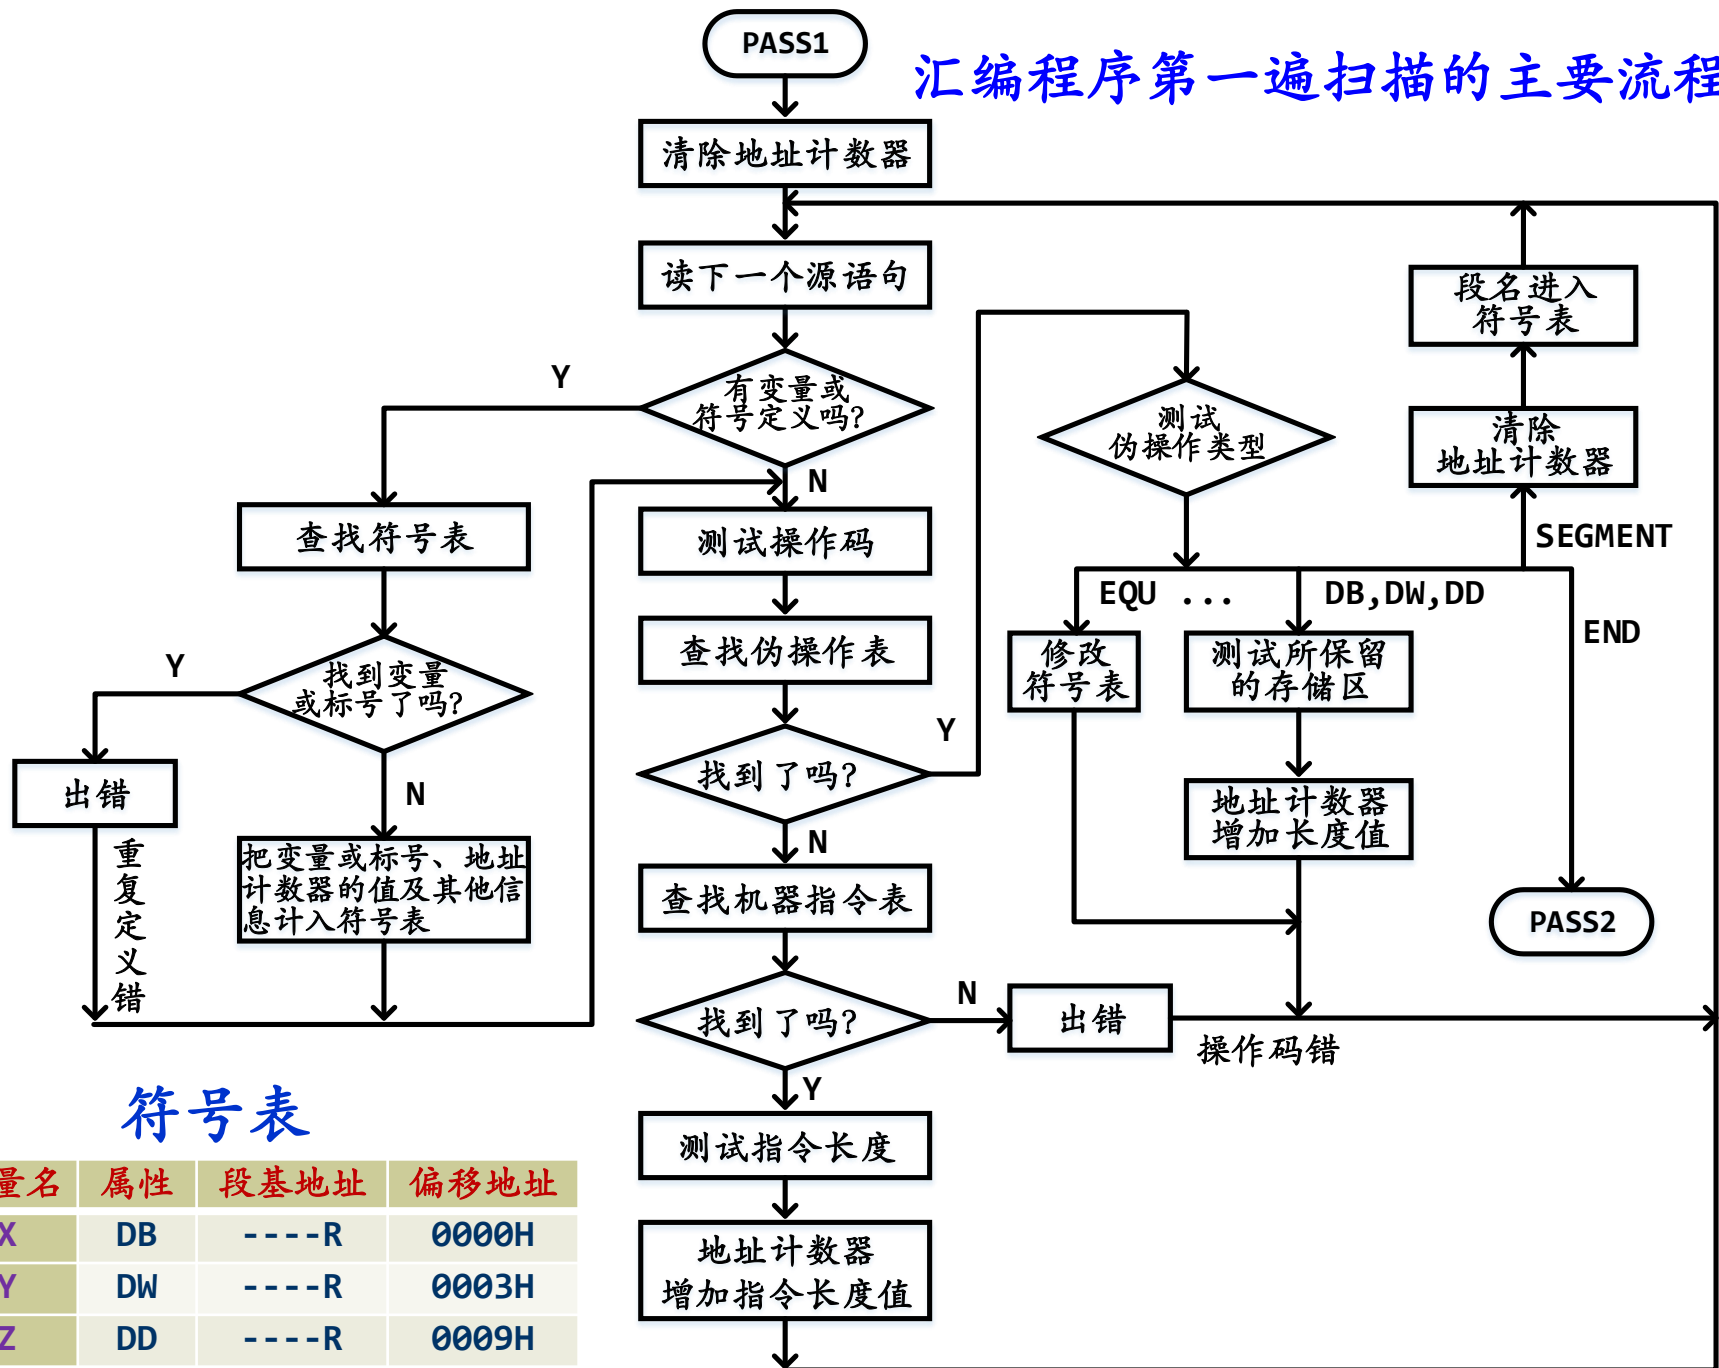 PASS1
汇编程序第一遍扫描的主要流程
清除地址计数器
读下一个源语句
段名进入
符号表
Y
有变量或
符号定义吗?
测试
伪操作类型
清除
地址计数器
N
查找符号表
测试操作码
SEGMENT
EQU ...
DB,DW,DD
END
查找伪操作表
修改
符号表
测试所保留
的存储区
Y
找到变量
或标号了吗?
Y
找到了吗?
出错
N
地址计数器
增加长度值
N
重
复
定
义
错
把变量或标号、地址
计数器的值及其他信
息计入符号表
查找机器指令表
PASS2
找到了吗?
N
出错
操作码错
Y
符号表
测试指令长度
量名 属性 段基地址 偏移地址
X DB ----R 0000H
Y DW ----R 0003H
Z DD ----R 0009H
地址计数器
增加指令长度值